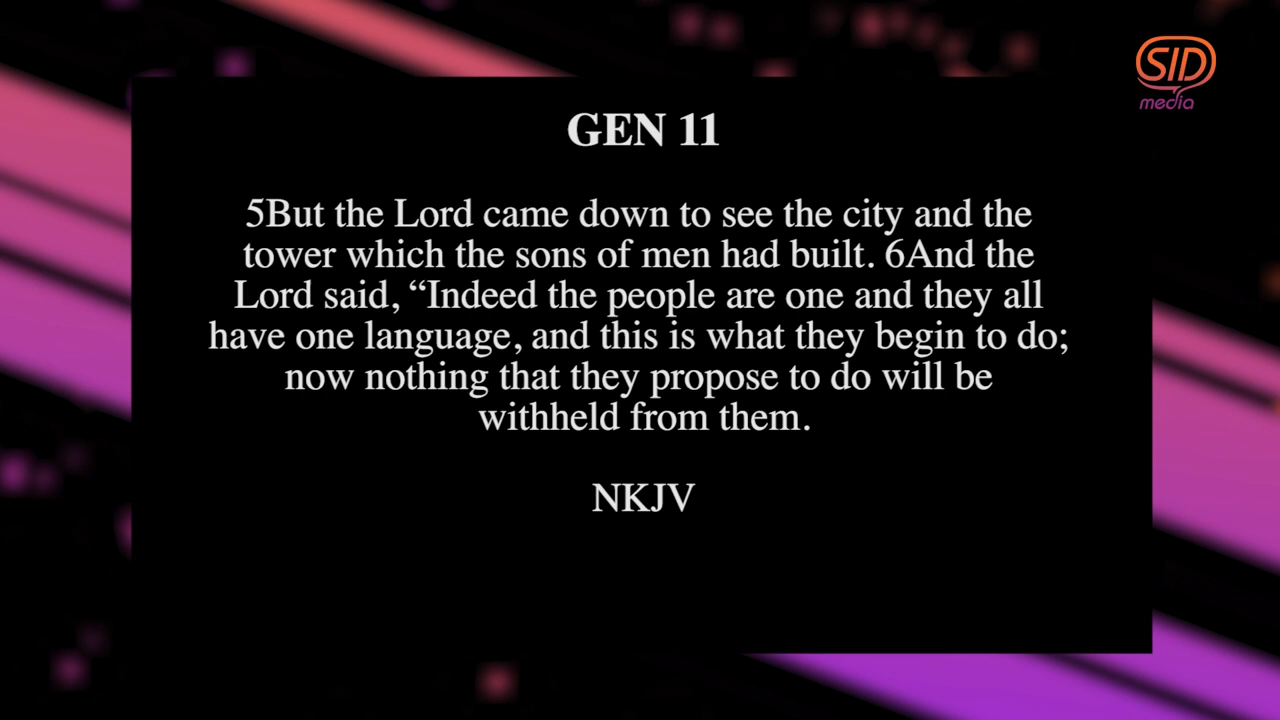 SID
media
GEN 11
5But the Lord came down to see the city and the
tower which the sons of men had built. 6And the
Lord said, “Indeed the people are one and they all
have one language, and this is what they begin to do;
now nothing that they propose to do will be
withheld from them.
NKJV